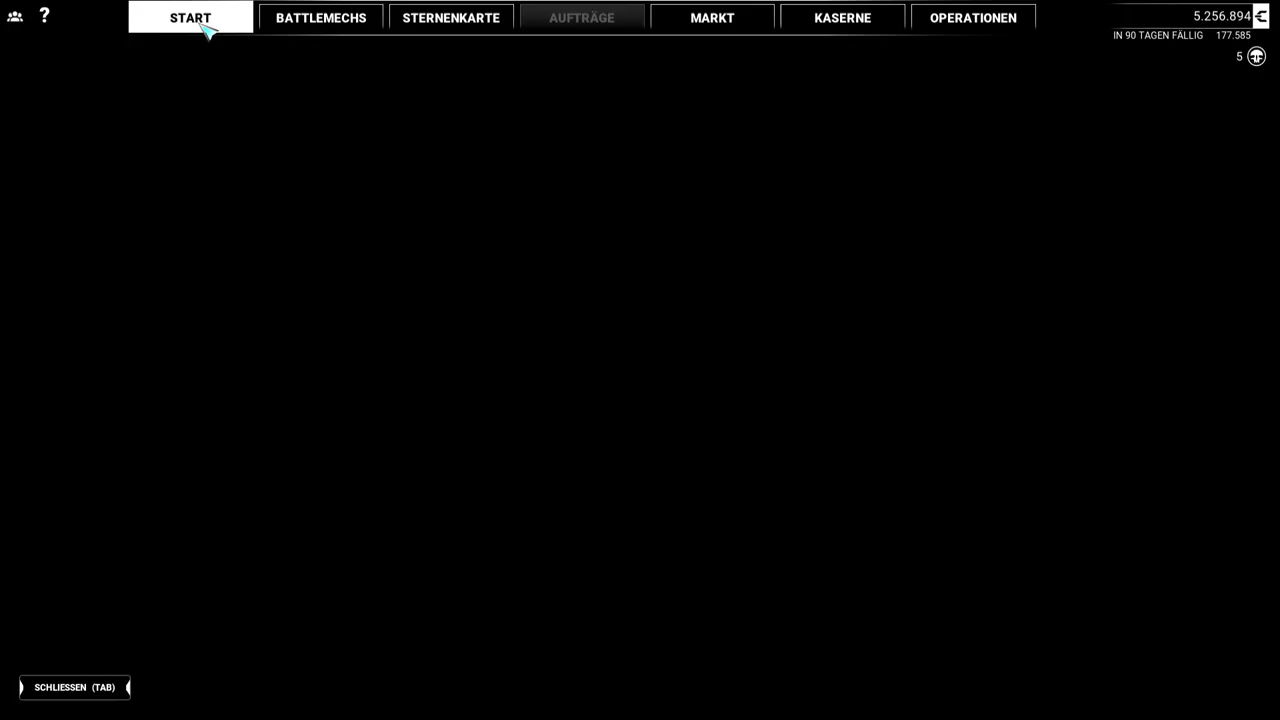 ?
START
BATTLEMECHS
STERNENKARTE
AUFTRÄGE
MARKT
KASERNE
OPERATIONEN
5.256.894
IN 90 TAGEN FÄLLIG 177.585
5
SCHLIESSEN (TAB)